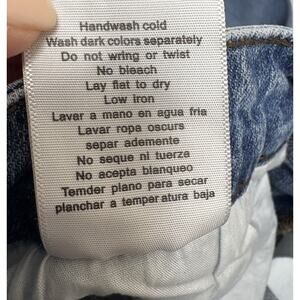 Handwash cold
Wash dark colors separately
Do not wring or twist
No bleach
Lay flat to dry
Low iron
Lavar a mano en agua fria
Lavar ropa oscurs
separ ademente
No seque ni tuerze
No acepta blanqueo
Temder plano para secar
planchar a temper atura baja